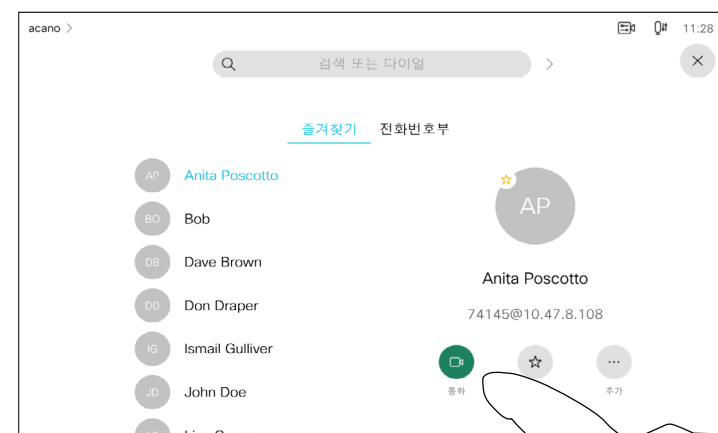 acano >
11:28
검색 또는 다이얼
즐겨찾기 전화번호부
AP Anita Poscotto
BO Bob
DB Dave Brown
DD Don Draper
IG Ismail Gulliver
JD John Doe
AP
Anita Poscotto
74145@10.47.8.108
통화
추가